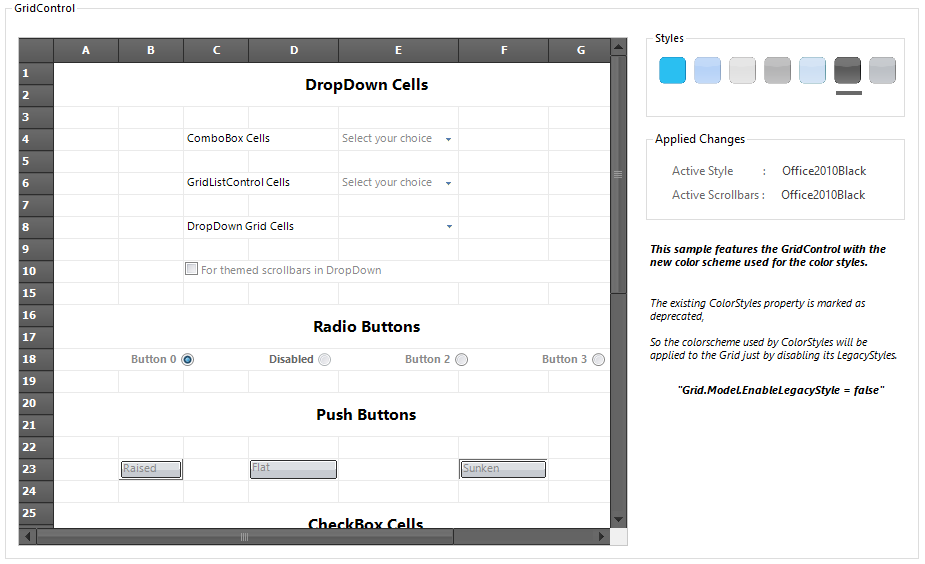 GridControl
A B C D E F G
1
DropDown Cells
2
3
4 ComboBox Cells Select your choice
5
6 GridListControl Cells Select your choice
7
8 DropDown Grid Cells
9
10 For themed scrollbars in DropDown
15
16
Radio Buttons
17
18 Button 0 Disabled Button 2 Button 3
19
20
Push Buttons
21
22
23 Raised Flat Sunken
24
25
CheckBox Cells
Styles
Applied Changes
Active Style : Office2010Black
Active Scrollbars : Office2010Black
This sample features the GridControl with the
new color scheme used for the color styles.
The existing ColorStyles property is marked as
deprecated,
So the colorscheme used by ColorStyles will be
applied to the Grid just by disabling its LegacyStyles.
"Grid.Model.EnableLegacyStyle = false"